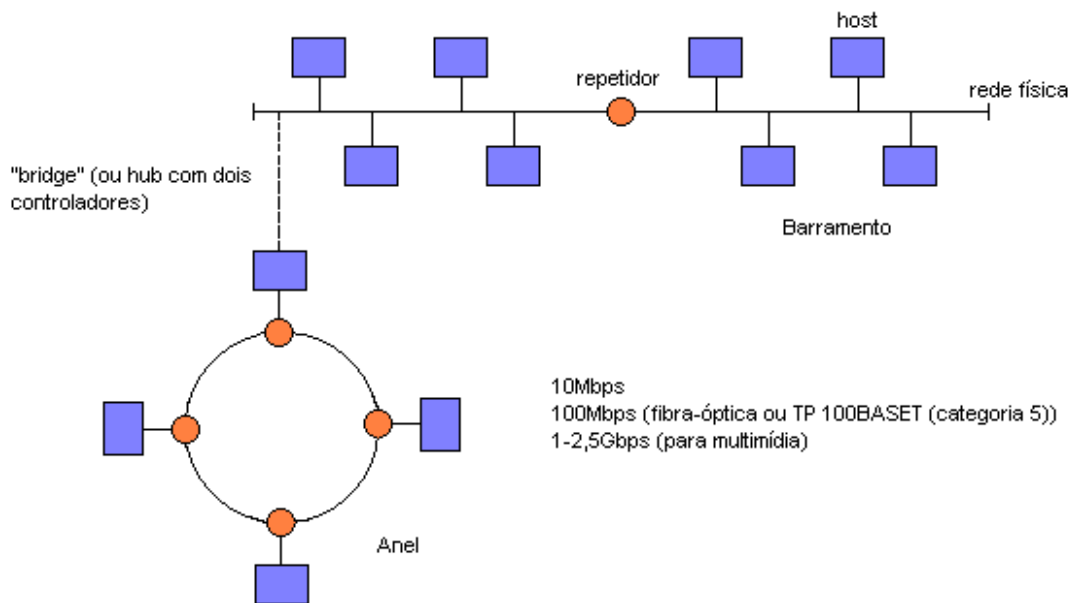 host
repetidor
rede física
"bridge" (ou hub com dois
controladores)
Barramento
10Mbps
100Mbps (fibra-óptica ou TP 100BASET (categoria 5))
1-2,5Gbps (para multimídia)
Anel